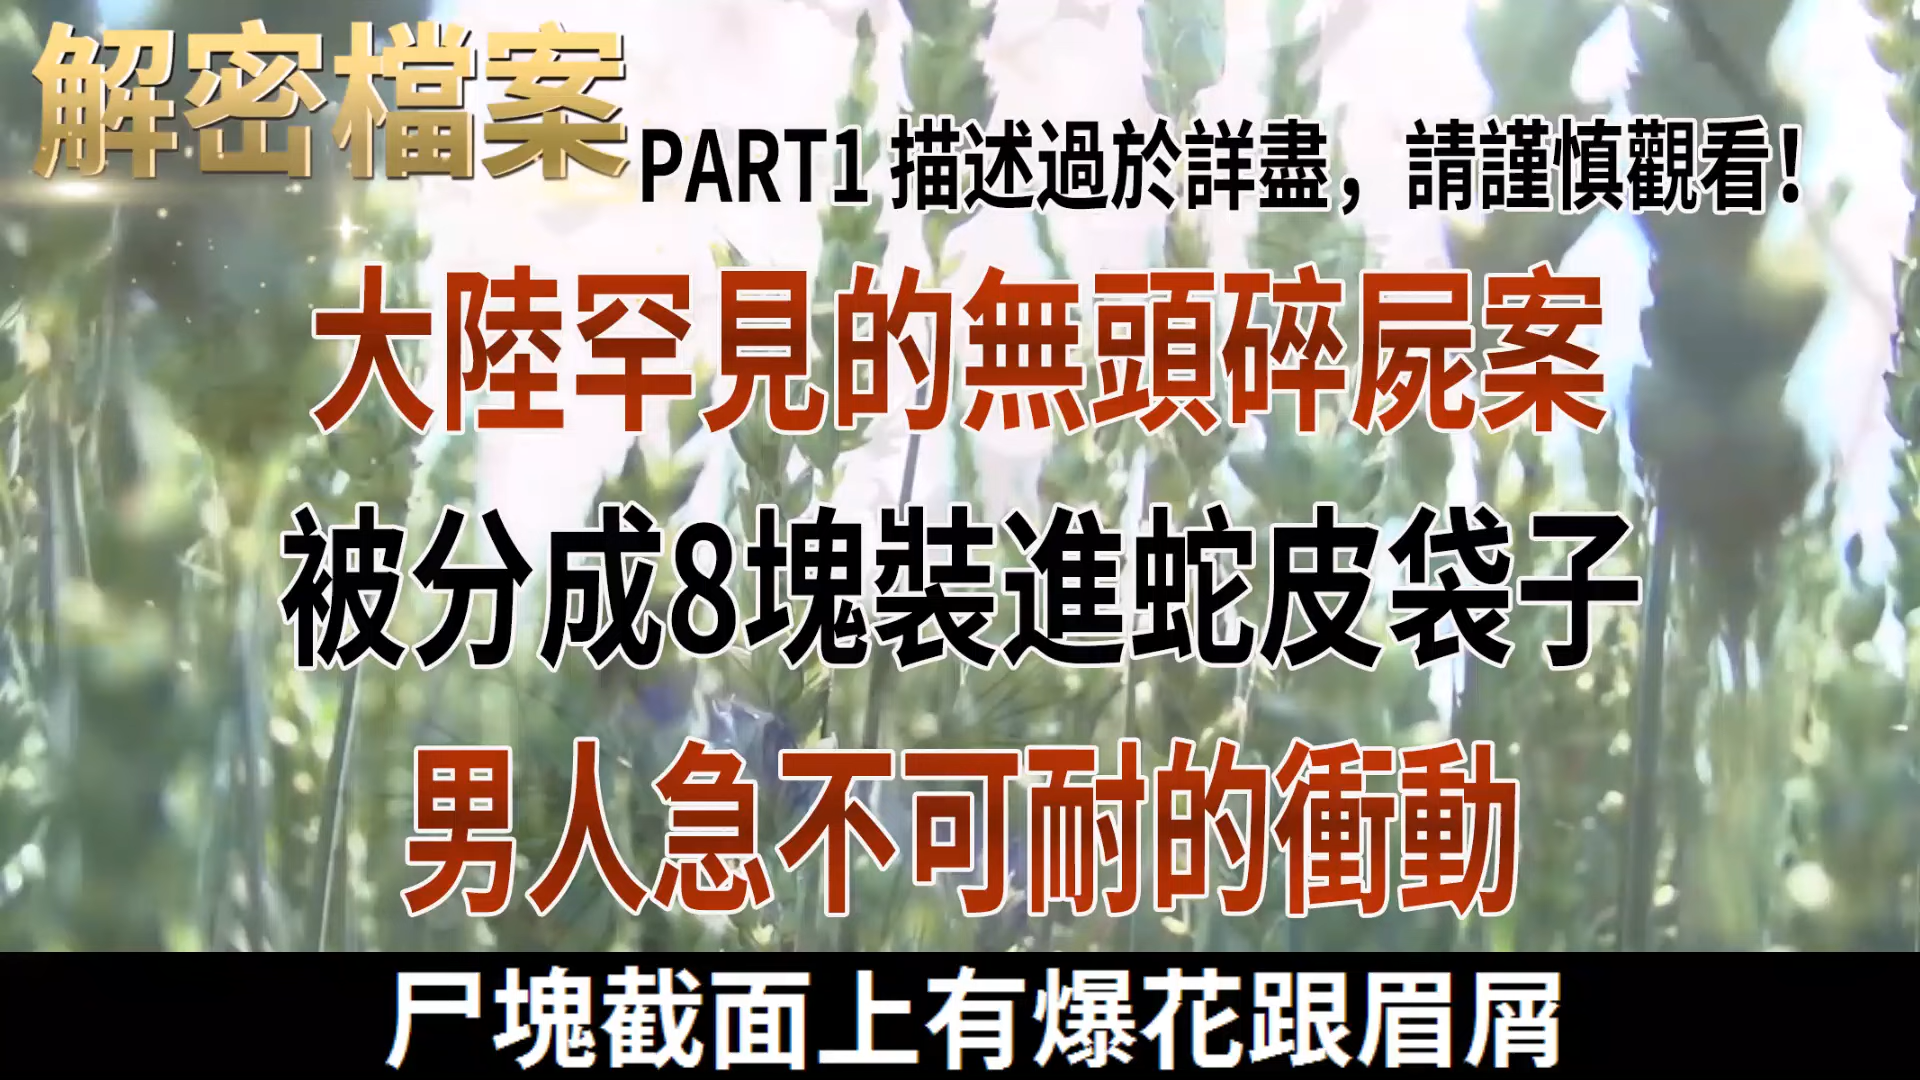 解密檔案
PART1 描述過於詳盡，請謹慎觀看！
大陸罕見的無頭碎屍案
被分成8塊裝進蛇皮袋子
男人急不可耐的衝動
尸塊截面上有爆花跟眉屑